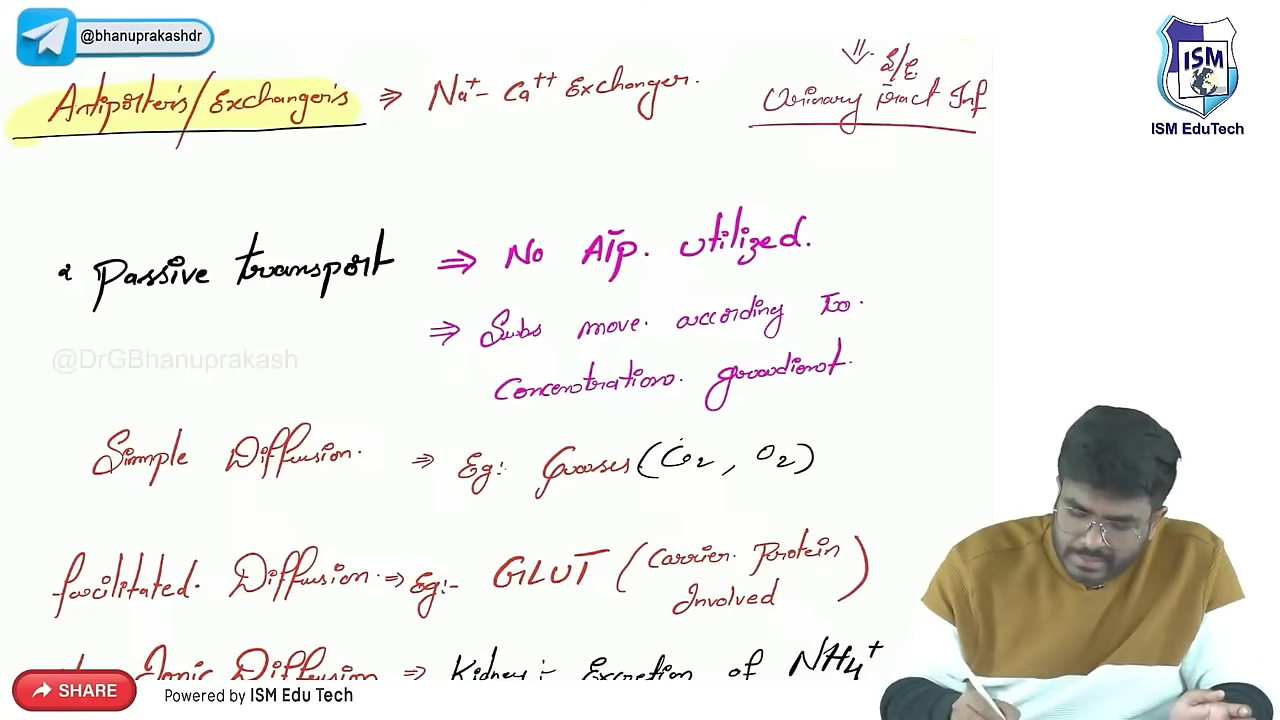 @bhanuprakashdr
ISM
ISM EduTech
s/E
Antiporters/Exchangers ⇒ Na+ - Ca++ Exchanger.
Urinary tract Inf
Passive transport ⇒ No ATP. utilized.
⇒ Subs move. according to.
Concentration. gradient.
@DrGBhanuprakash
Simple Diffusion. ⇒ Eg:- Gases (Co2, O2)
facilitated. Diffusion. ⇒ Eg:- GLUT (Carrier. Protein
Involved)
Ionic Diffusion ⇒ Kidney:- Excretion of NH4+
SHARE
Powered by ISM Edu Tech